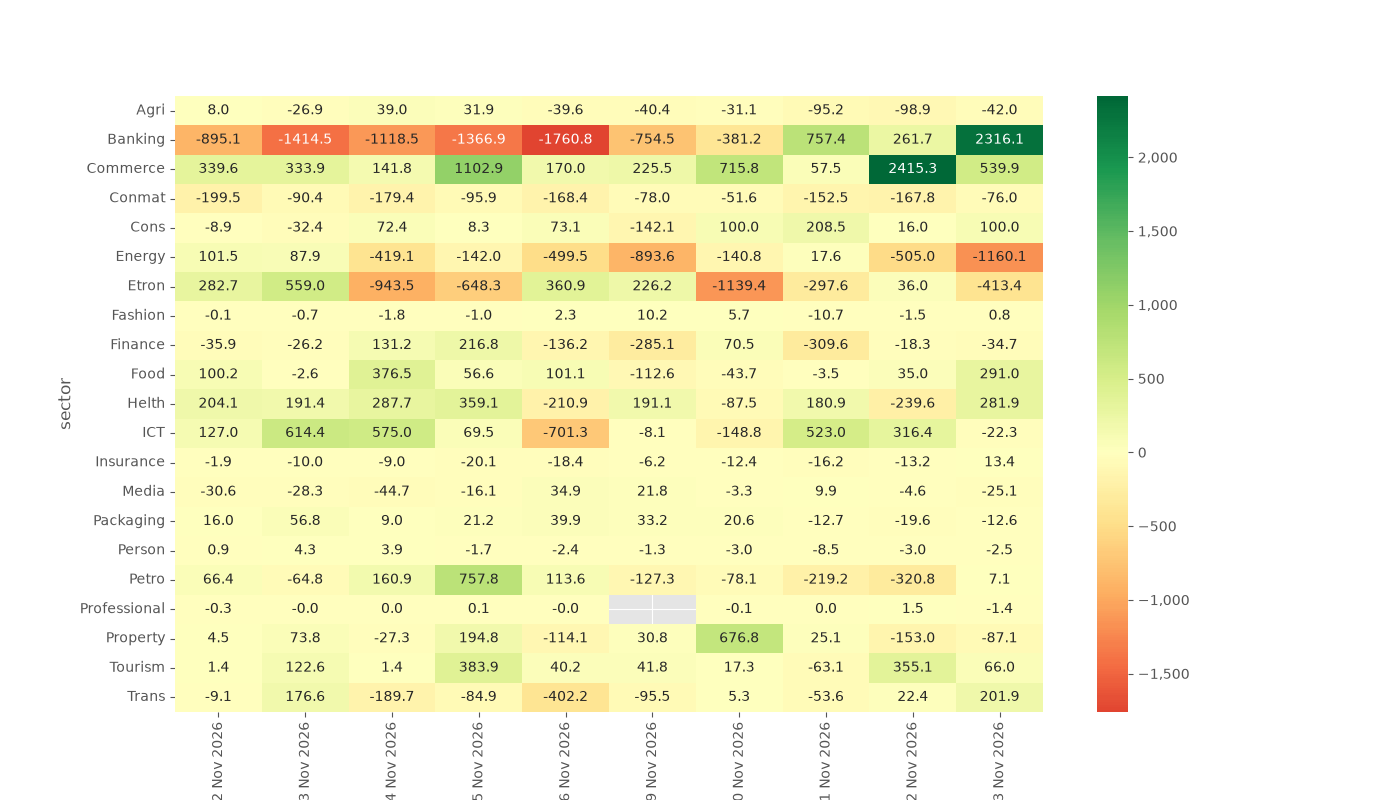 Agri 8.0 -26.9 39.0 31.9 -39.6 -40.4 -31.1 -95.2 -98.9 -42.0
Banking -895.1 -1414.5 -1118.5 -1366.9 -1760.8 -754.5 -381.2 757.4 261.7 2316.1
Commerce 339.6 333.9 141.8 1102.9 170.0 225.5 715.8 57.5 2415.3 539.9
Conmat -199.5 -90.4 -179.4 -95.9 -168.4 -78.0 -51.6 -152.5 -167.8 -76.0
Cons -8.9 -32.4 72.4 8.3 73.1 -142.1 100.0 208.5 16.0 100.0
Energy 101.5 87.9 -419.1 -142.0 -499.5 -893.6 -140.8 17.6 -505.0 -1160.1
Etron 282.7 559.0 -943.5 -648.3 360.9 226.2 -1139.4 -297.6 36.0 -413.4
Fashion -0.1 -0.7 -1.8 -1.0 2.3 10.2 5.7 -10.7 -1.5 0.8
Finance -35.9 -26.2 131.2 216.8 -136.2 -285.1 70.5 -309.6 -18.3 -34.7
Food 100.2 -2.6 376.5 56.6 101.1 -112.6 -43.7 -3.5 35.0 291.0
Helth 204.1 191.4 287.7 359.1 -210.9 191.1 -87.5 180.9 -239.6 281.9
ICT 127.0 614.4 575.0 69.5 -701.3 -8.1 -148.8 523.0 316.4 -22.3
Insurance -1.9 -10.0 -9.0 -20.1 -18.4 -6.2 -12.4 -16.2 -13.2 13.4
Media -30.6 -28.3 -44.7 -16.1 34.9 21.8 -3.3 9.9 -4.6 -25.1
Packaging 16.0 56.8 9.0 21.2 39.9 33.2 20.6 -12.7 -19.6 -12.6
Person 0.9 4.3 3.9 -1.7 -2.4 -1.3 -3.0 -8.5 -3.0 -2.5
Petro 66.4 -64.8 160.9 757.8 113.6 -127.3 -78.1 -219.2 -320.8 7.1
Professional -0.3 -0.0 0.0 0.1 -0.0 -0.1 0.0 1.5 -1.4
Property 4.5 73.8 -27.3 194.8 -114.1 30.8 676.8 25.1 -153.0 -87.1
Tourism 1.4 122.6 1.4 383.9 40.2 41.8 17.3 -63.1 355.1 66.0
Trans -9.1 176.6 -189.7 -84.9 -402.2 -95.5 5.3 -53.6 22.4 201.9
sector
2 Nov 2026
3 Nov 2026
4 Nov 2026
5 Nov 2026
6 Nov 2026
9 Nov 2026
0 Nov 2026
1 Nov 2026
2 Nov 2026
3 Nov 2026
2,000
1,500
1,000
500
0
−500
−1,000
−1,500